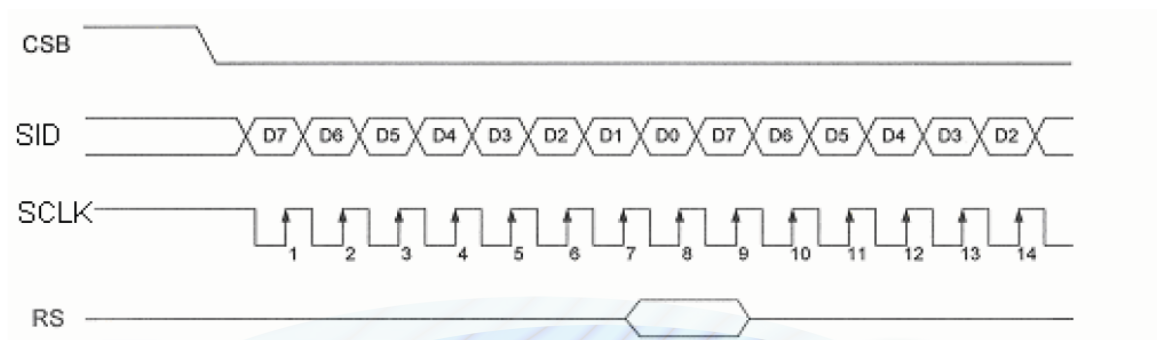 CSB
SID D7 D6 D5 D4 D3 D2 D1 D0 D7 D6 D5 D4 D3 D2
SCLK
1 2 3 4 5 6 7 8 9 10 11 12 13 14
RS